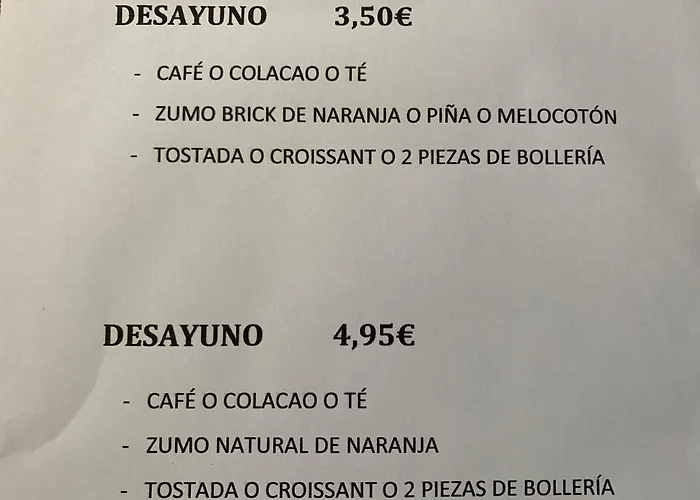 DESAYUNO 3,50€
- CAFÉ O COLACAO O TÉ
- ZUMO BRICK DE NARANJA O PIÑA O MELOCOTÓN
- TOSTADA O CROISSANT O 2 PIEZAS DE BOLLERÍA
DESAYUNO 4,95€
- CAFÉ O COLACAO O TÉ
- ZUMO NATURAL DE NARANJA
- TOSTADA O CROISSANT O 2 PIEZAS DE BOLLERÍA